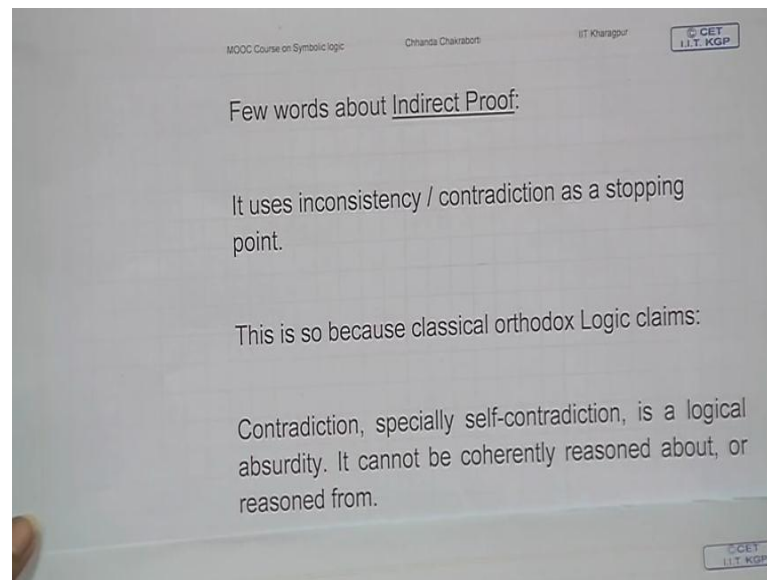 MOOC Course on Symbolic logic
Chhanda Chakraborti
IIT Kharagpur
© CET
I.I.T. KGP
Few words about Indirect Proof:
It uses inconsistency / contradiction as a stopping
point.
This is so because classical orthodox Logic claims:
Contradiction, specially self-contradiction, is a logical
absurdity. It cannot be coherently reasoned about, or
reasoned from.
© CET
I.I.T. KGP